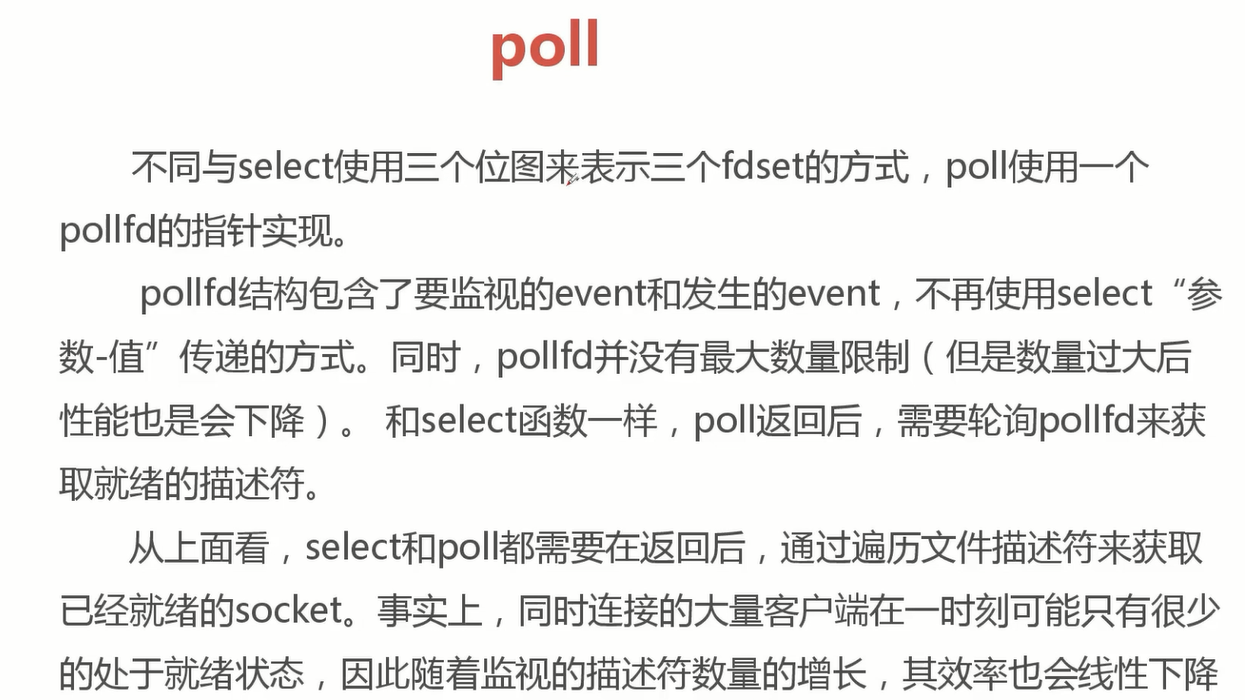 poll
不同与select使用三个位图来表示三个fdset的方式，poll使用一个
pollfd的指针实现。
pollfd结构包含了要监视的event和发生的event，不再使用select“参
数-值”传递的方式。同时，pollfd并没有最大数量限制（但是数量过大后
性能也是会下降）。 和select函数一样，poll返回后，需要轮询pollfd来获
取就绪的描述符。
从上面看，select和poll都需要在返回后，通过遍历文件描述符来获取
已经就绪的socket。事实上，同时连接的大量客户端在一时刻可能只有很少
的处于就绪状态，因此随着监视的描述符数量的增长，其效率也会线性下降